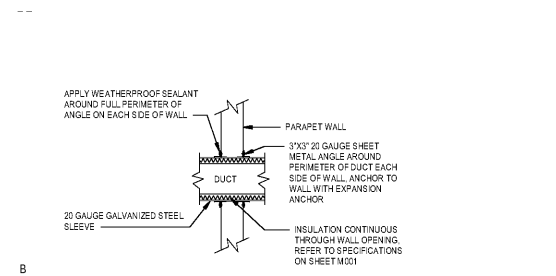 APPLY WEATHERPROOF SEALANT
AROUND FULL PERIMETER OF
ANGLE ON EACH SIDE OF WALL
PARAPET WALL
3"X3" 20 GAUGE SHEET
METAL ANGLE AROUND
PERIMETER OF DUCT EACH
SIDE OF WALL, ANCHOR TO
WALL WITH EXPANSION
ANCHOR
DUCT
20 GAUGE GALVANIZED STEEL
SLEEVE
INSULATION CONTINUOUS
THROUGH WALL OPENING,
REFER TO SPECIFICATIONS
ON SHEET M001
B